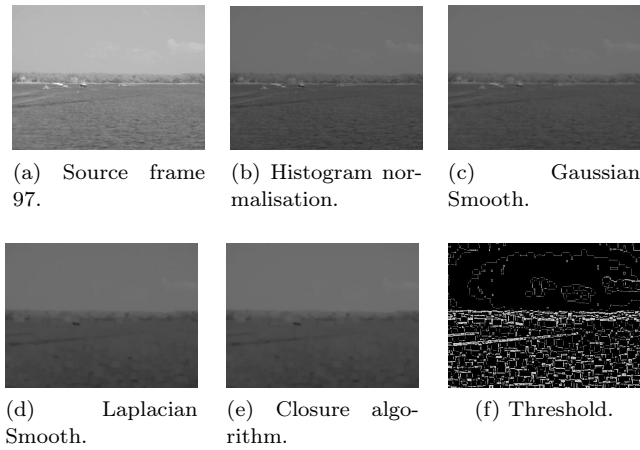 (a) Source frame
97.
(b) Histogram nor-
malisation.
(c) Gaussian
Smooth.
(d) Laplacian
Smooth.
(e) Closure algo-
rithm.
(f) Threshold.